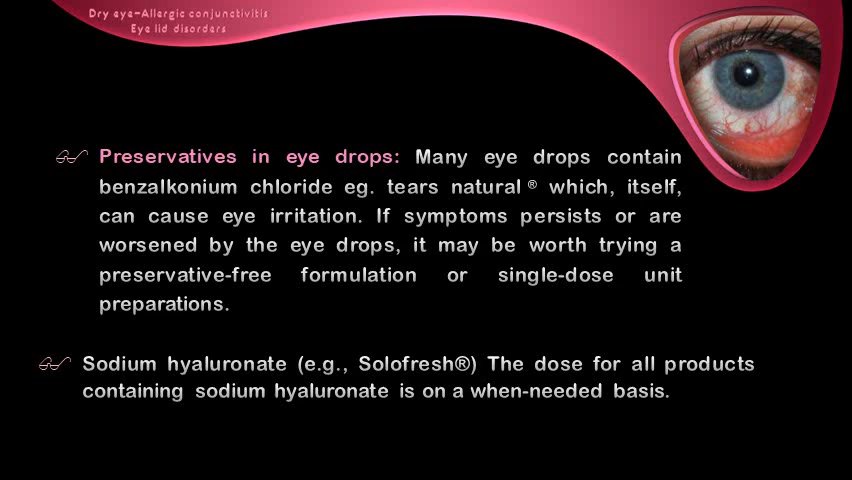 Dry eye-Allergic conjunctivitis
Eye lid disorders
Preservatives in eye drops: Many eye drops contain
benzalkonium chloride eg. tears natural ® which, itself,
can cause eye irritation. If symptoms persists or are
worsened by the eye drops, it may be worth trying a
preservative-free formulation or single-dose unit
preparations.
Sodium hyaluronate (e.g., Solofresh®) The dose for all products
containing sodium hyaluronate is on a when-needed basis.